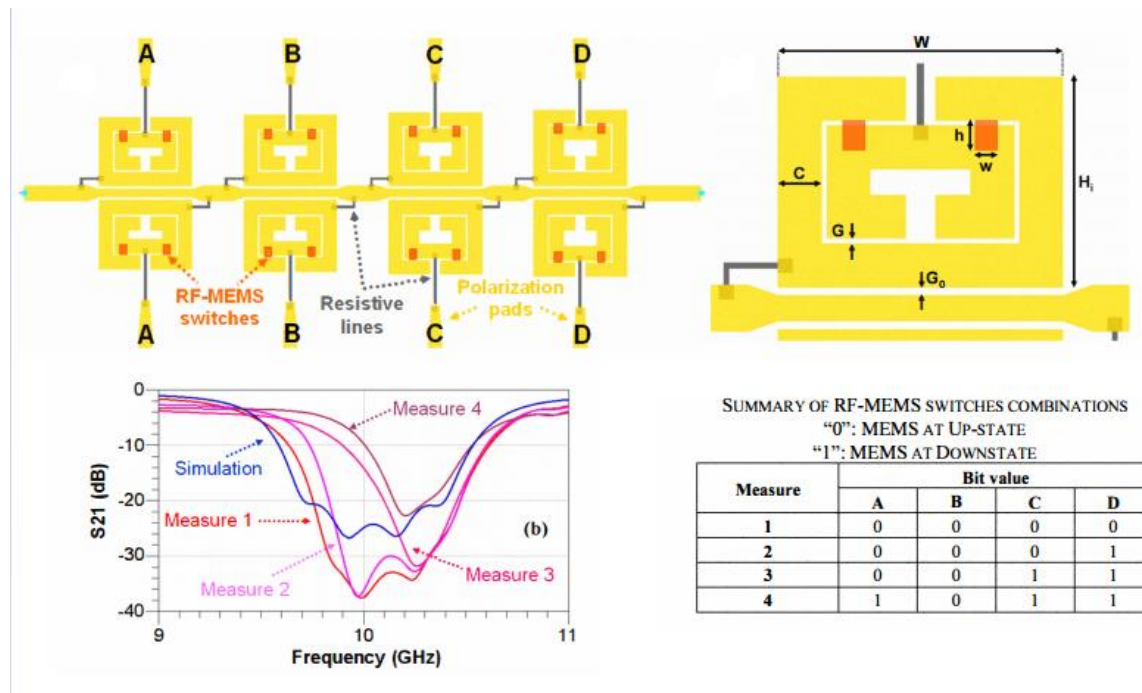 A B C D
RF-MEMS switches
Resistive lines
Polarization pads
A B C D
W
h
w
C
Hi
G
G0
S21 (dB)
0
-10
-20
-30
-40
Measure 4
Simulation
Measure 1
(b)
Measure 2
Measure 3
9 10 11
Frequency (GHz)
SUMMARY OF RF-MEMS SWITCHES COMBINATIONS
“0”: MEMS AT UP-STATE
“1”: MEMS AT DOWNSTATE
Measure Bit value
A B C D
1 0 0 0 0
2 0 0 0 1
3 0 0 1 1
4 1 0 1 1